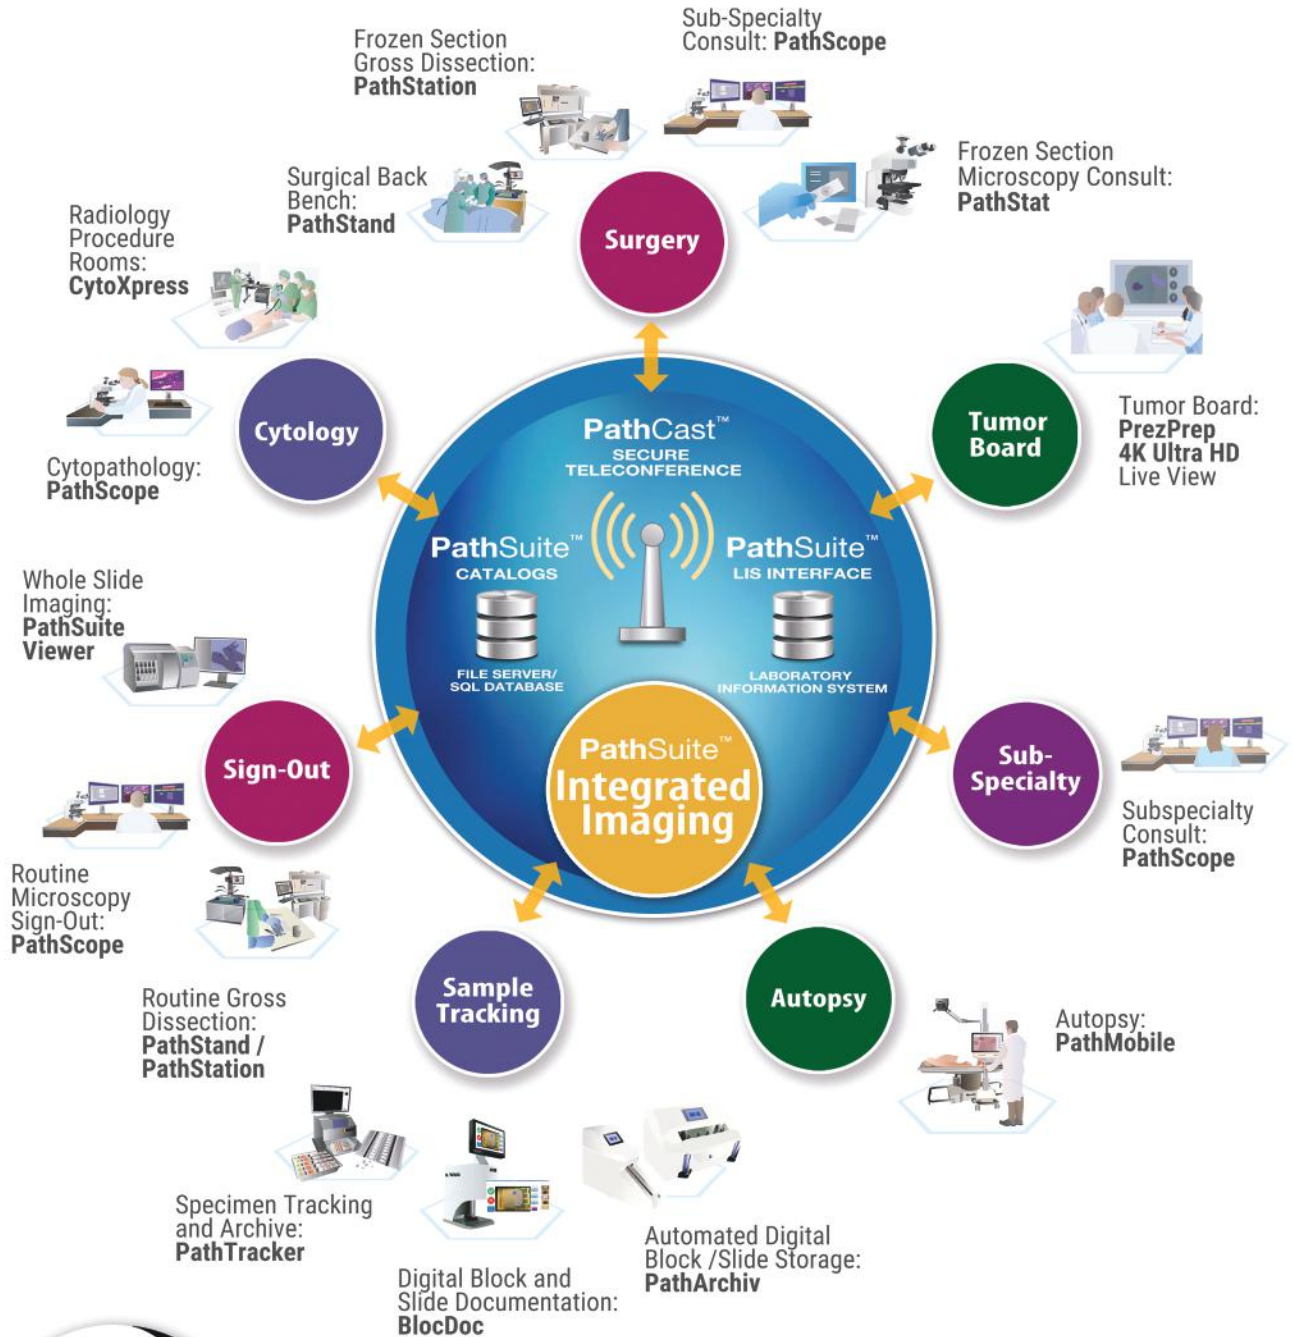 Sub-Specialty
Consult: PathScope
Frozen Section
Gross Dissection:
PathStation
Frozen Section
Microscopy Consult:
PathStat
Surgical Back
Bench:
PathStand
Surgery
Radiology
Procedure
Rooms:
CytoXpress
Cytology
Cytopathology:
PathScope
Tumor
Board
Tumor Board:
PrezPrep
4K Ultra HD
Live View
PathCast™
SECURE
TELECONFERENCE
PathSuite™
CATALOGS
FILE SERVER/
SQL DATABASE
PathSuite™
LIS INTERFACE
LABORATORY
INFORMATION SYSTEM
PathSuite™
Integrated
Imaging
Whole Slide
Imaging:
PathSuite
Viewer
Sign-Out
Routine
Microscopy
Sign-Out:
PathScope
Routine Gross
Dissection:
PathStand /
PathStation
Sub-
Specialty
Subspecialty
Consult:
PathScope
Sample
Tracking
Autopsy
Autopsy:
PathMobile
Specimen Tracking
and Archive:
PathTracker
Digital Block and
Slide Documentation:
BlocDoc
Automated Digital
Block /Slide Storage:
PathArchiv